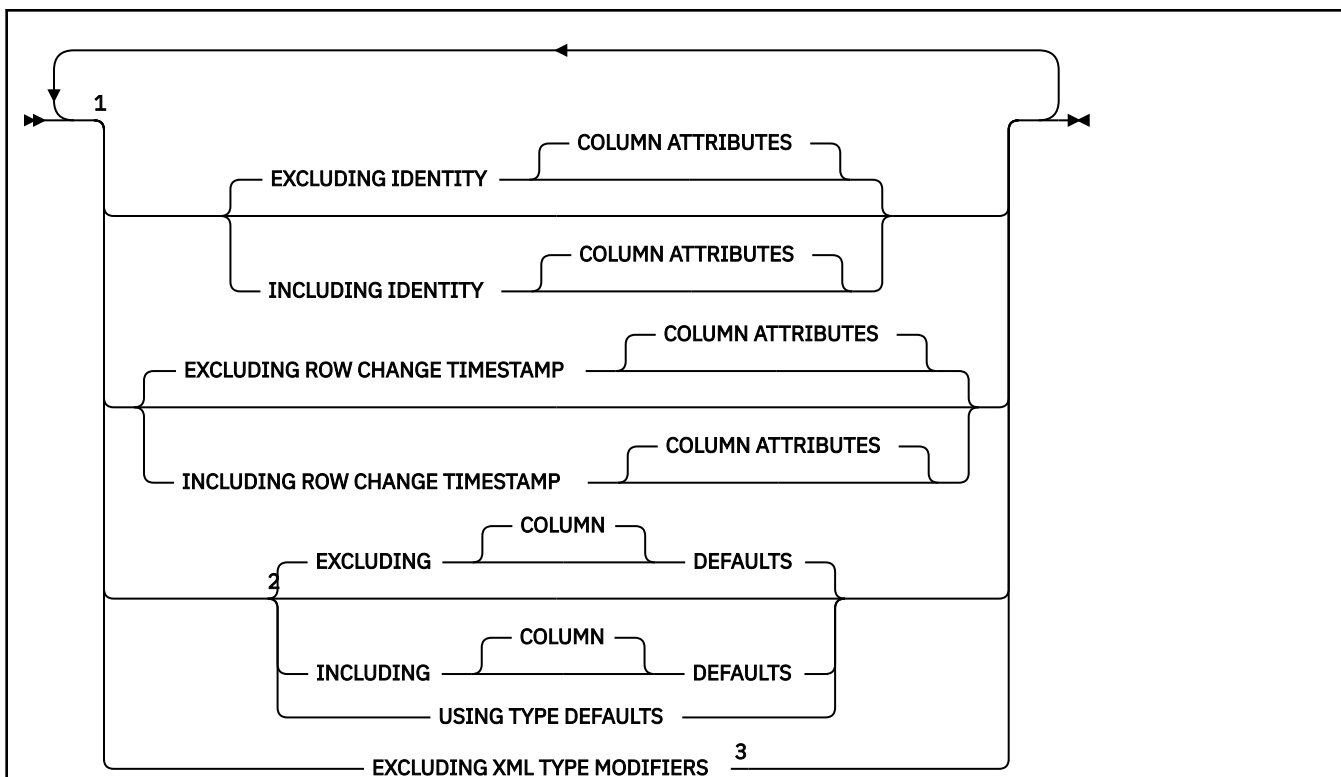 1
COLUMN ATTRIBUTES
EXCLUDING IDENTITY
COLUMN ATTRIBUTES
INCLUDING IDENTITY
COLUMN ATTRIBUTES
EXCLUDING ROW CHANGE TIMESTAMP
COLUMN ATTRIBUTES
INCLUDING ROW CHANGE TIMESTAMP
COLUMN
EXCLUDING DEFAULTS
2
COLUMN
INCLUDING DEFAULTS
USING TYPE DEFAULTS
EXCLUDING XML TYPE MODIFIERS 3